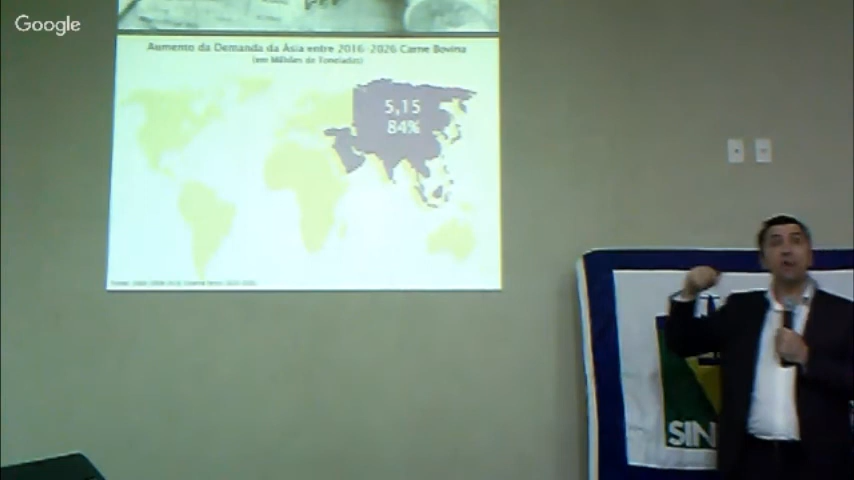 Google
Aumento da Demanda da Ásia entre 2016-2026 Carne Bovina
(em Milhões de Toneladas)
5,15
84%
SIN